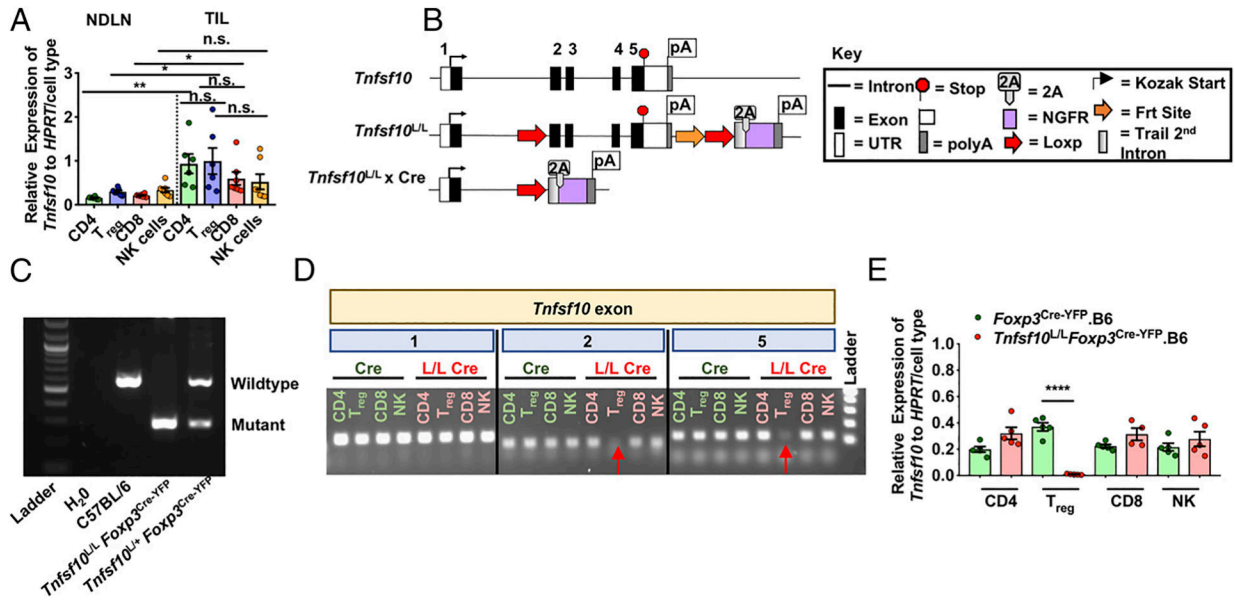 A
NDLN
TIL
n.s.
*
n.s.
*
n.s.
**
n.s.
n.s.
Relative Expression of
Tnfsf10 to HPRT/cell type
3
2
1
0
CD4
T reg
CD8
NK cells
CD4
T reg
CD8
NK cells
B
1
2 3
4 5
pA
Tnfsf10
pA
2A
pA
Tnfsf10L/L
2A
pA
Tnfsf10L/L x Cre
Key
= Intron
= Stop
2A
= 2A
= Kozak Start
= Exon
= NGFR
= Frt Site
= UTR
= polyA
= Loxp
= Trail 2nd
Intron
C
Wildtype
Mutant
Ladder
H20
C57BL/6
Tnfsf10L/L Foxp3Cre-YFP
Tnfsf10L/+ Foxp3Cre-YFP
D
Tnfsf10 exon
1
2
5
Cre
L/L Cre
Cre
L/L Cre
Cre
L/L Cre
Ladder
CD4
Treg
CD8
NK
CD4
Treg
CD8
NK
CD4
Treg
CD8
NK
CD4
Treg
CD8
NK
CD4
Treg
CD8
NK
CD4
Treg
CD8
NK
E
Foxp3Cre-YFP.B6
Tnfsf10L/LFoxp3Cre-YFP.B6
Relative Expression of
Tnfsf10 to HPRT/cell type
1.0
0.8
0.6
0.4
0.2
0.0
****
CD4
Treg
CD8
NK